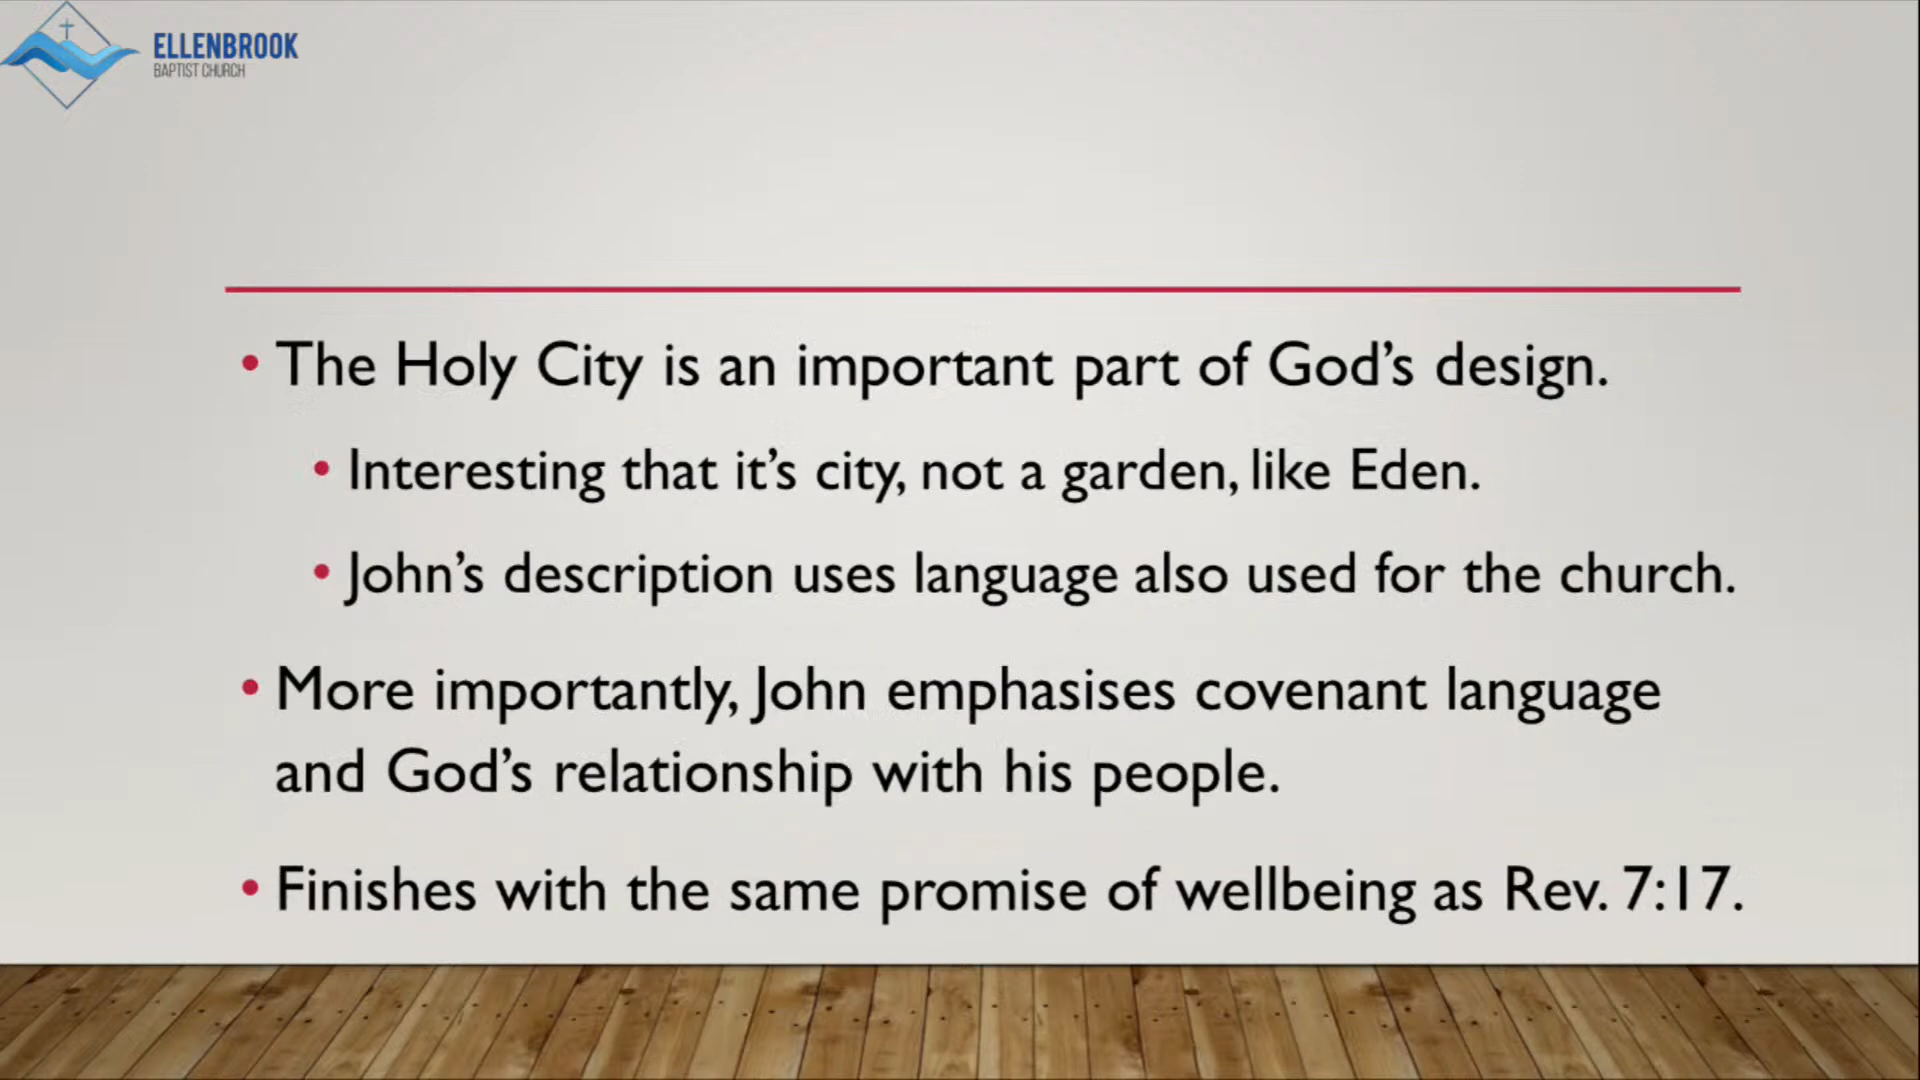 ELLENBROOK
BAPTIST CHURCH
• The Holy City is an important part of God’s design.
• Interesting that it’s city, not a garden, like Eden.
• John’s description uses language also used for the church.
• More importantly, John emphasises covenant language
and God’s relationship with his people.
• Finishes with the same promise of wellbeing as Rev. 7:17.